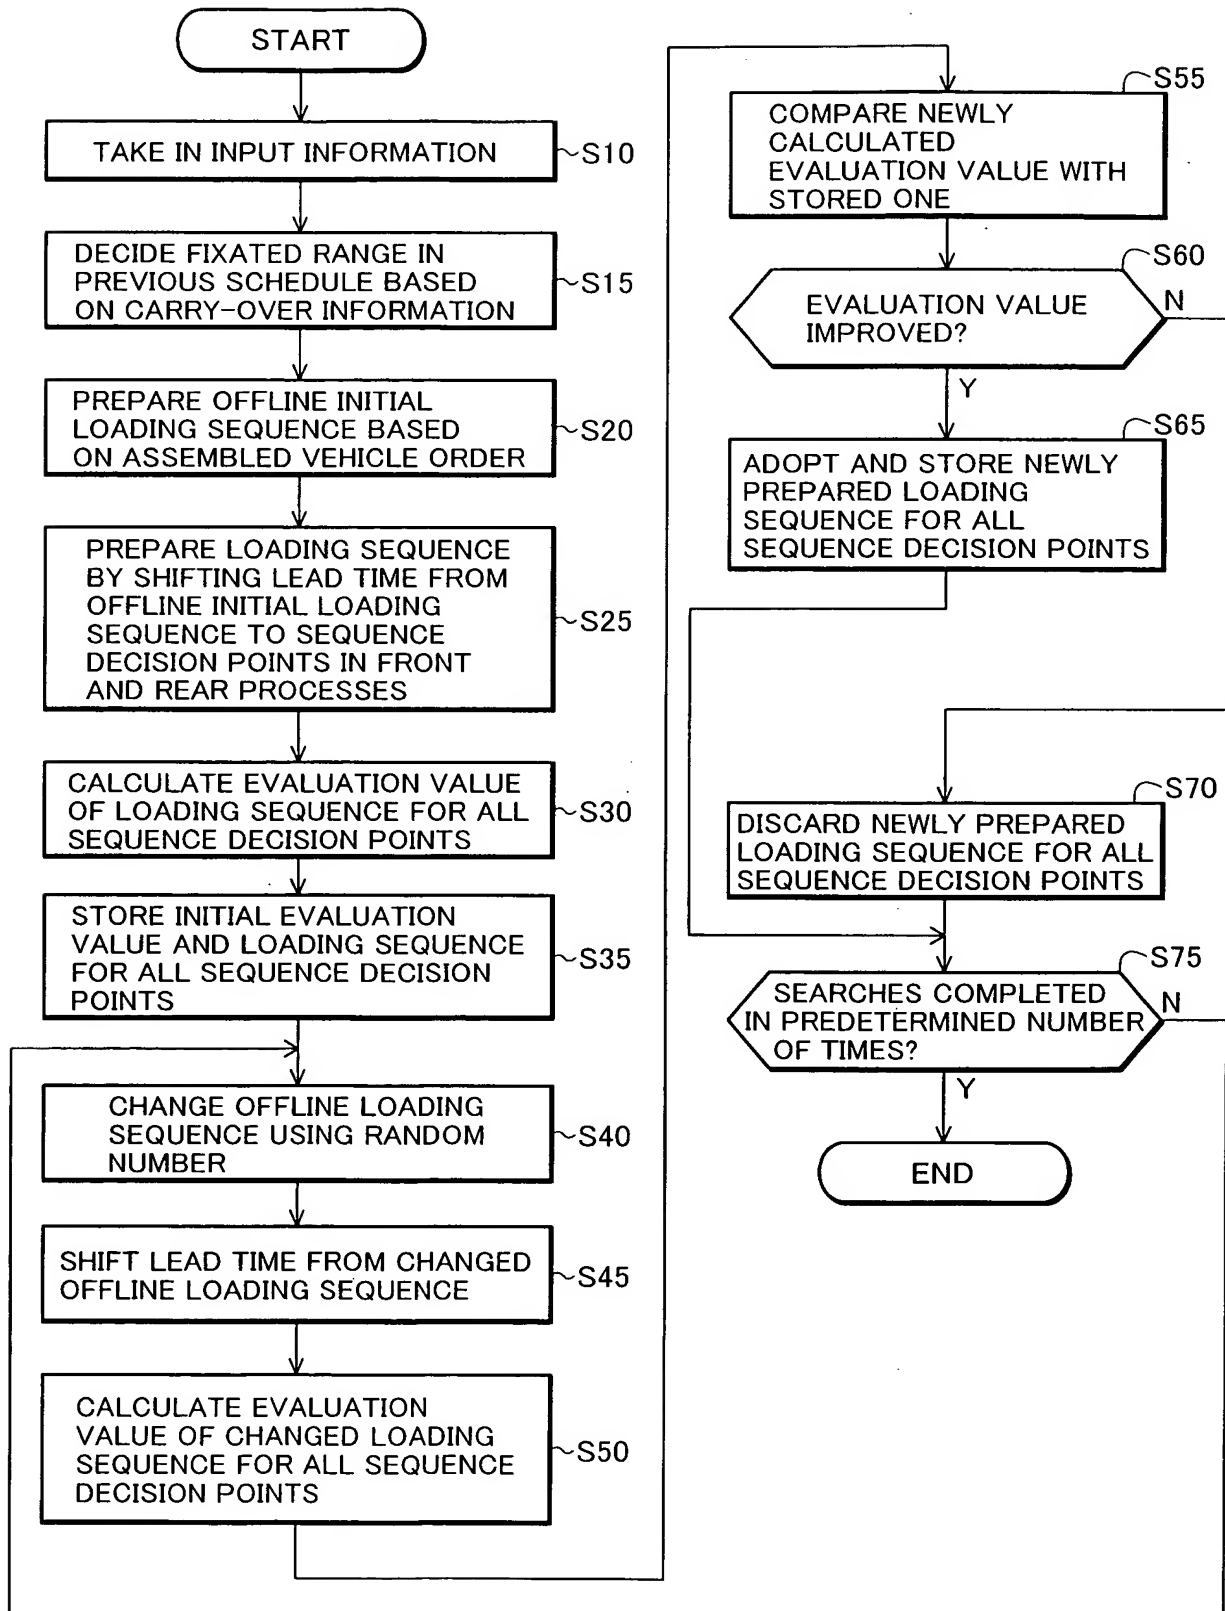 START
TAKE IN INPUT INFORMATION
S10
DECIDE FIXATED RANGE IN
PREVIOUS SCHEDULE BASED
ON CARRY-OVER INFORMATION
S15
PREPARE OFFLINE INITIAL
LOADING SEQUENCE BASED
ON ASSEMBLED VEHICLE ORDER
S20
PREPARE LOADING SEQUENCE
BY SHIFTING LEAD TIME FROM
OFFLINE INITIAL LOADING
SEQUENCE TO SEQUENCE
DECISION POINTS IN FRONT
AND REAR PROCESSES
S25
CALCULATE EVALUATION VALUE
OF LOADING SEQUENCE FOR ALL
SEQUENCE DECISION POINTS
S30
STORE INITIAL EVALUATION
VALUE AND LOADING SEQUENCE
FOR ALL SEQUENCE DECISION
POINTS
S35
CHANGE OFFLINE LOADING
SEQUENCE USING RANDOM
NUMBER
S40
SHIFT LEAD TIME FROM CHANGED
OFFLINE LOADING SEQUENCE
S45
CALCULATE EVALUATION
VALUE OF CHANGED LOADING
SEQUENCE FOR ALL SEQUENCE
DECISION POINTS
S50
S55
COMPARE NEWLY
CALCULATED
EVALUATION VALUE WITH
STORED ONE
S60
EVALUATION VALUE
IMPROVED?
N
Y
S65
ADOPT AND STORE NEWLY
PREPARED LOADING
SEQUENCE FOR ALL
SEQUENCE DECISION POINTS
S70
DISCARD NEWLY PREPARED
LOADING SEQUENCE FOR ALL
SEQUENCE DECISION POINTS
S75
SEARCHES COMPLETED
IN PREDETERMINED NUMBER
OF TIMES?
N
Y
END